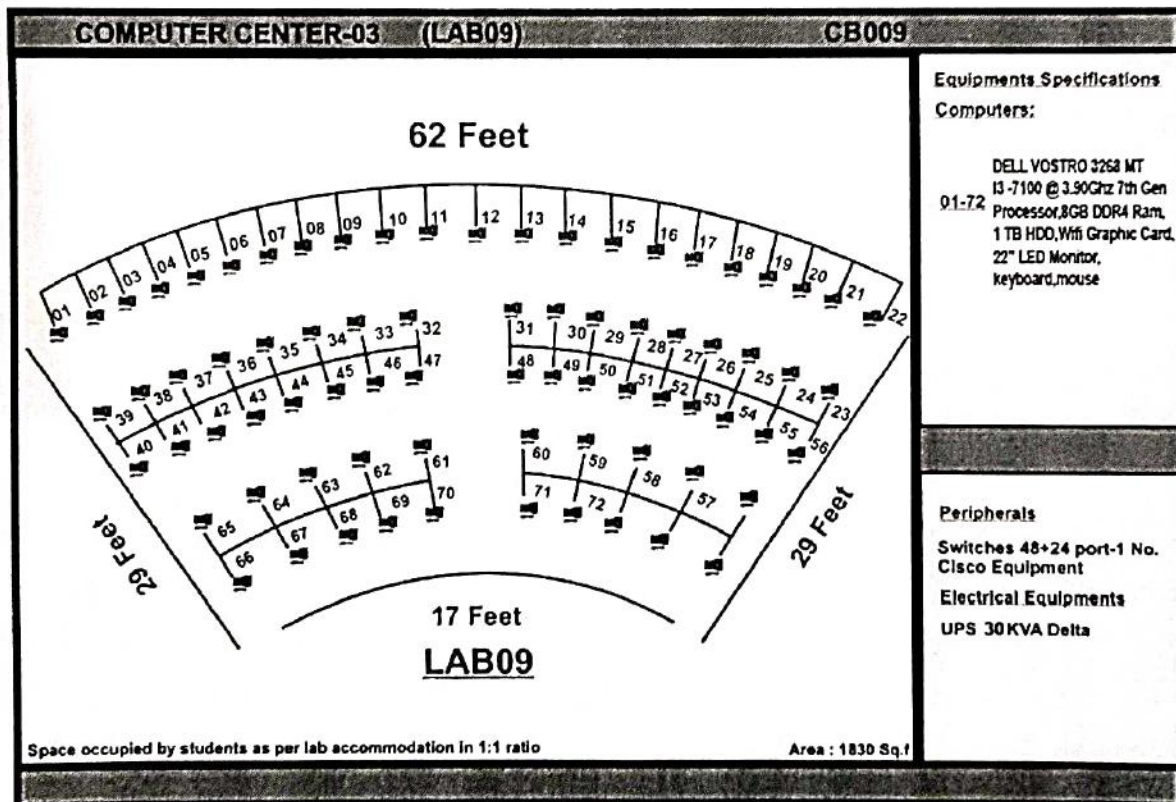 COMPUTER CENTER-03 (LAB09) CB009
62 Feet
01 02 03 04 05 06 07 08 09 10 11 12 13 14 15 16 17 18 19 20 21 22
39 38 37 36 35 34 33 32 31 30 29 28 27 26 25 24 23
40 41 42 43 44 45 46 47 48 49 50 51 52 53 54 55 56
65 64 63 62 61 60 59 58 57
66 67 68 69 70 71 72
29 Feet
29 Feet
17 Feet
LAB09
Space occupied by students as per lab accommodation in 1:1 ratio
Area : 1830 Sq.f
Equipments Specifications
Computers:
01-72
DELL VOSTRO 3268 MT
I3 -7100 @ 3.90Ghz 7th Gen
Processor,8GB DDR4 Ram,
1 TB HDD,Wifi Graphic Card,
22" LED Monitor,
keyboard,mouse
Peripherals
Switches 48+24 port-1 No.
Cisco Equipment
Electrical Equipments
UPS 30KVA Delta